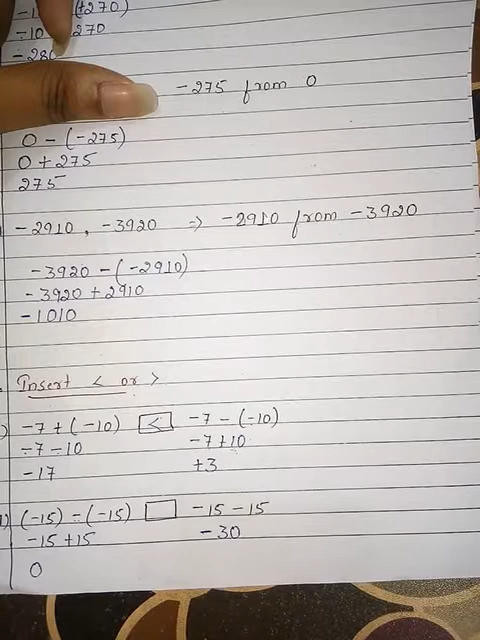 (+270)
270
-280
-275 from 0
0 - (-275)
0 + 275
275
-2910, -3920 ⇒ -2910 from -3920
-3920 - (-2910)
-3920 + 2910
-1010
Insert < or >
-7 + (-10) < -7 - (-10)
-7 - 10 -7 + 10
-17 +3
(-15) - (-15) -15 - 15
-15 + 15 -30
0